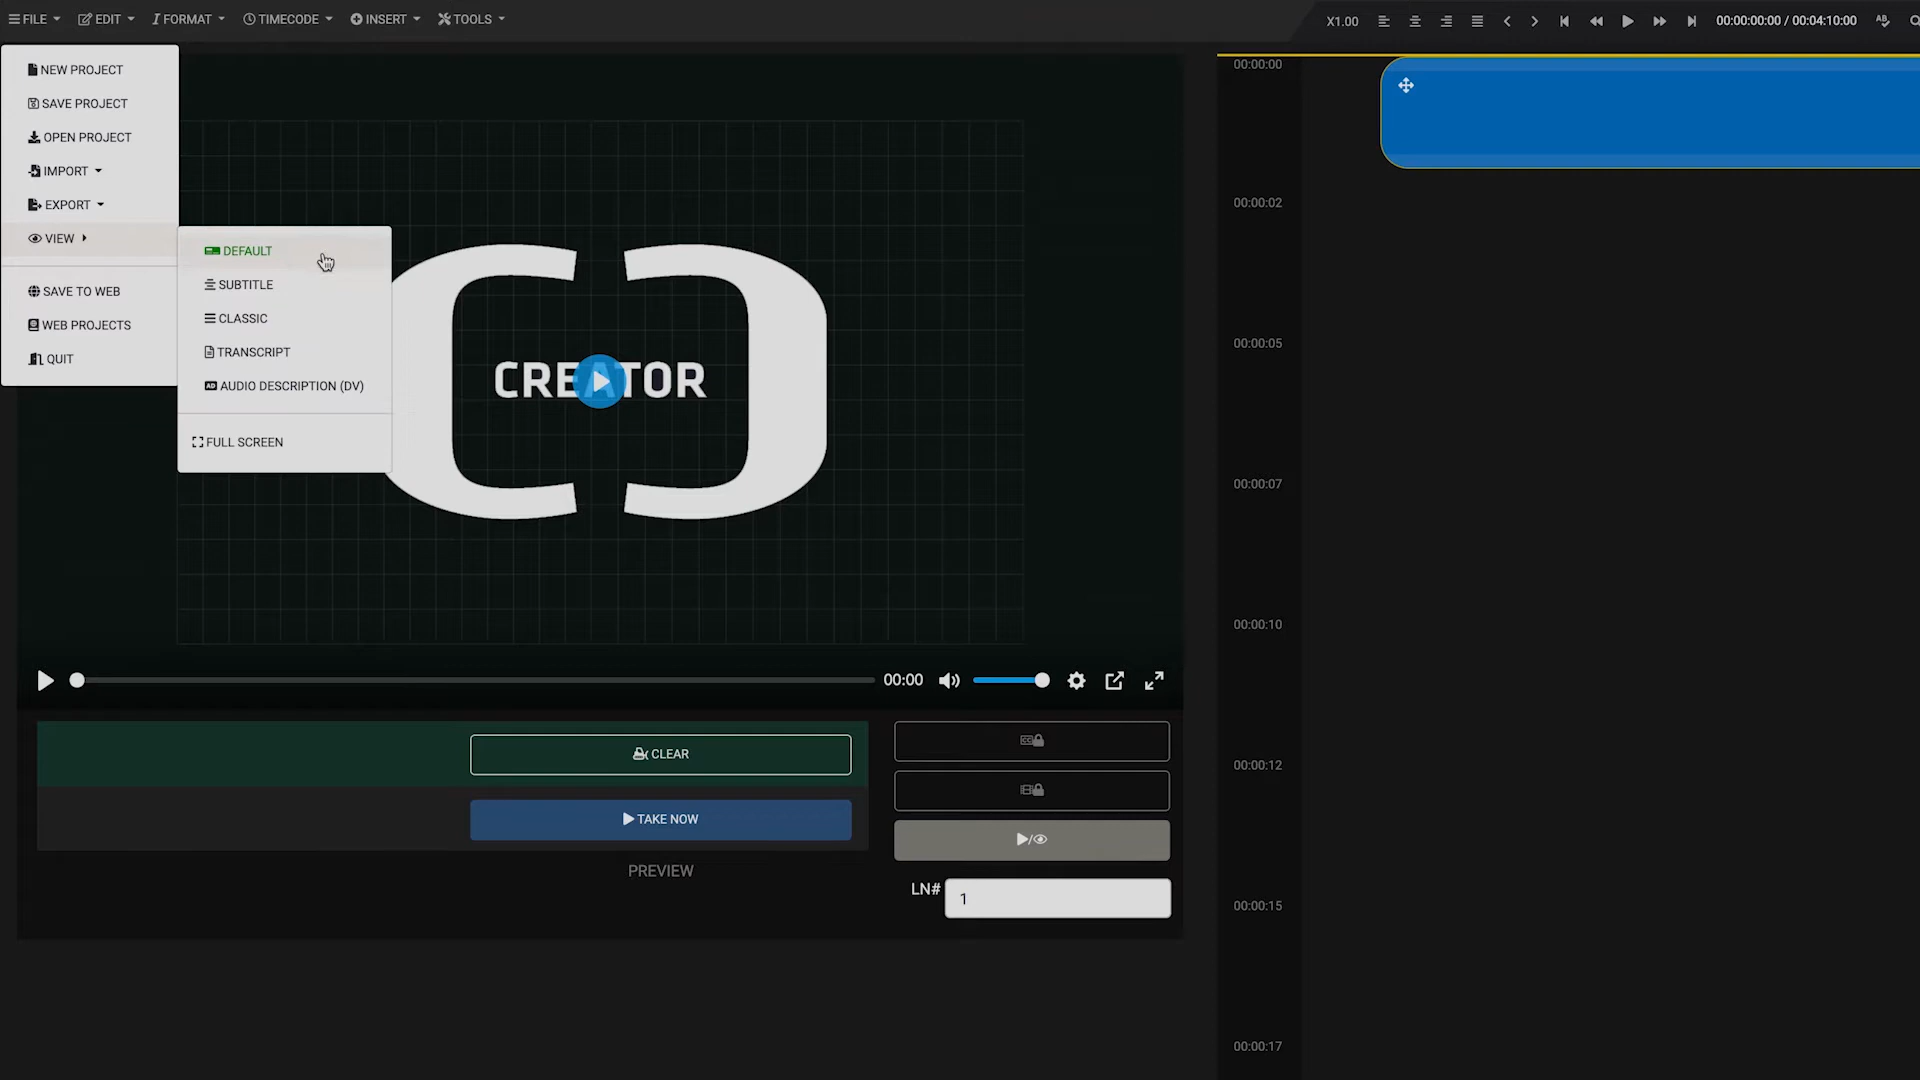 FILE EDIT FORMAT TIMECODE INSERT TOOLS
X1.00 00:00:00:00 / 00:04:10:00
NEW PROJECT
SAVE PROJECT
OPEN PROJECT
IMPORT
EXPORT
VIEW
SAVE TO WEB
WEB PROJECTS
QUIT
DEFAULT
SUBTITLE
CLASSIC
TRANSCRIPT
AD AUDIO DESCRIPTION (DV)
FULL SCREEN
CREATOR
00:00
CLEAR
TAKE NOW
PREVIEW
CC
/
LN# 1
00:00:00
00:00:02
00:00:05
00:00:07
00:00:10
00:00:12
00:00:15
00:00:17